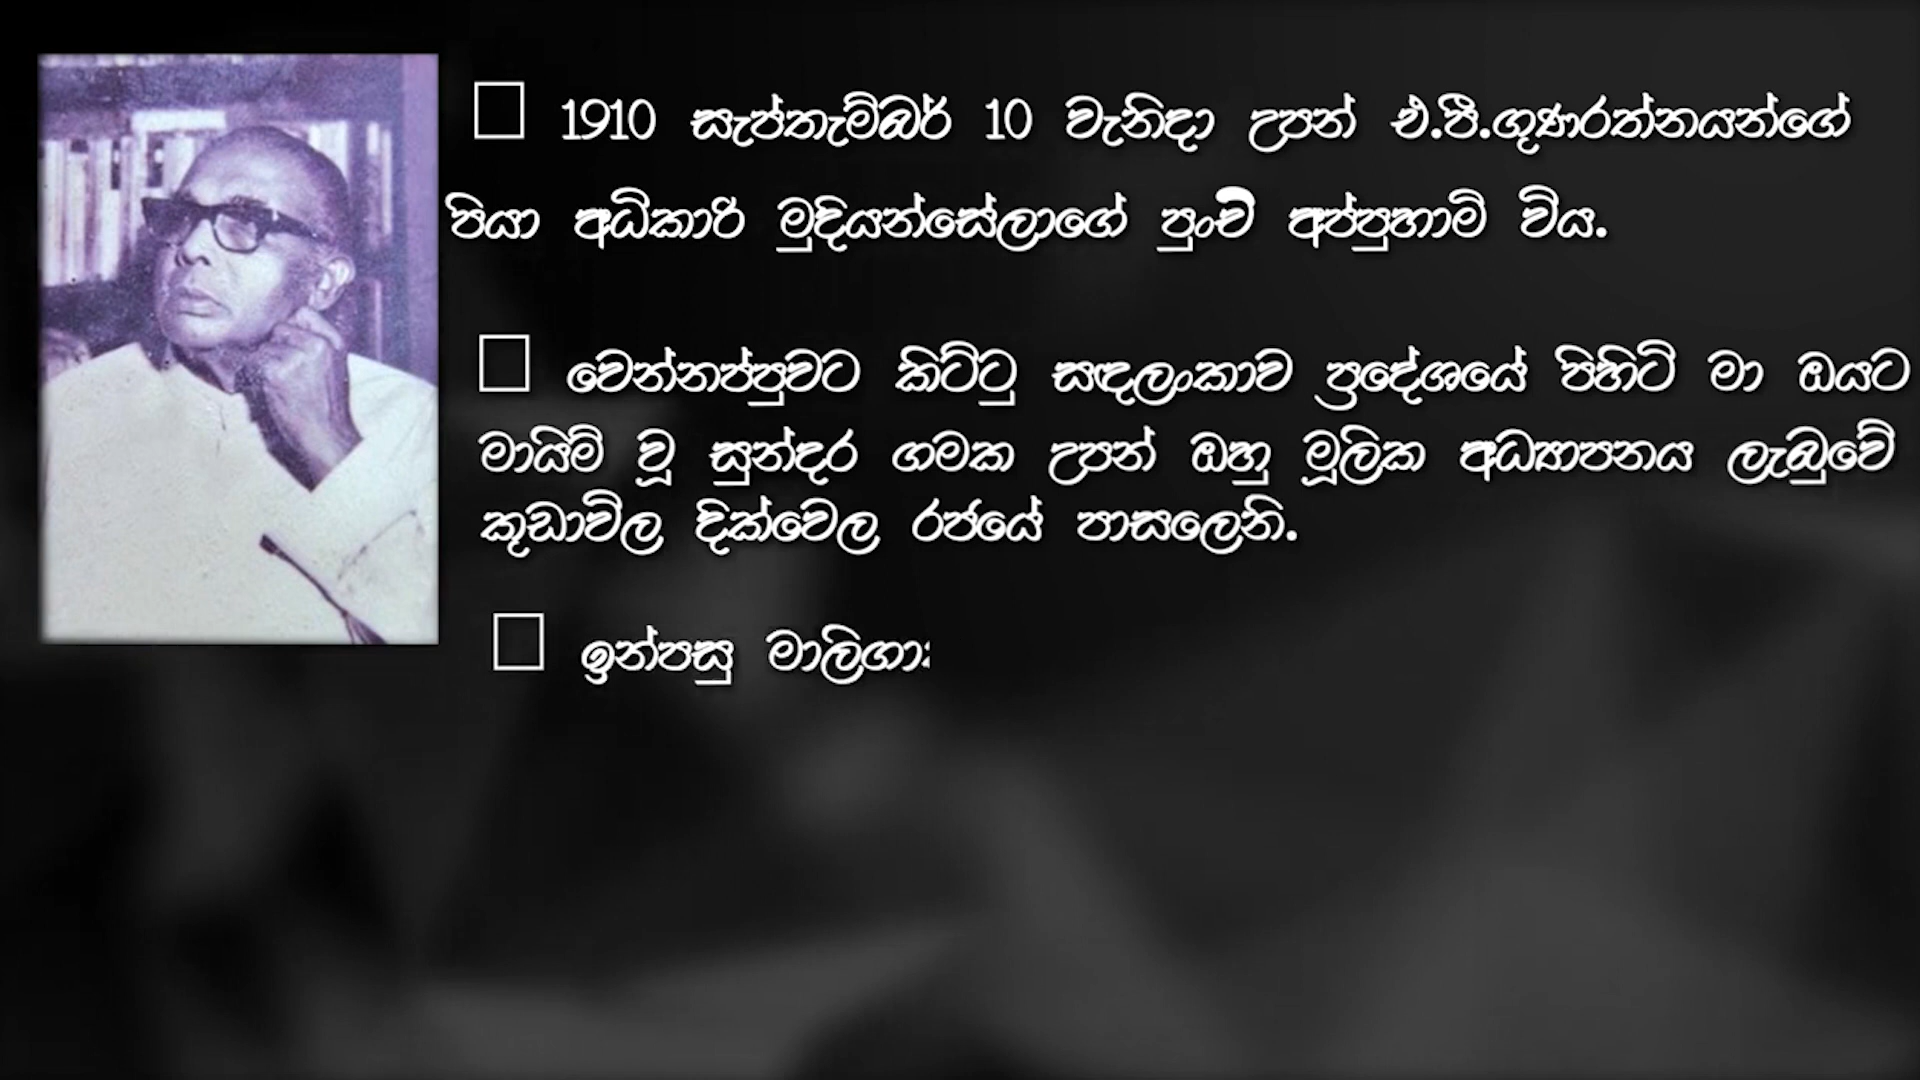 1910 සැප්තැම්බර් 10 වැනිදා උපන් එ.පී.ගුණරත්නයන්ගේ
පියා අධිකාරි මුදියන්සේලාගේ පුංචි අප්පුහාමි විය.
වෙන්නප්පුවට කිට්ටු සඳලංකාව ප්‍රදේශයේ පිහිටි මා ඔයට
මායිම් වූ සුන්දර ගමක උපන් ඔහු මූලික අධ්‍යාපනය ලැබුවේ
කූඩාවිල දික්වෙල රජයේ පාසලෙනි.
ඉන්පසු